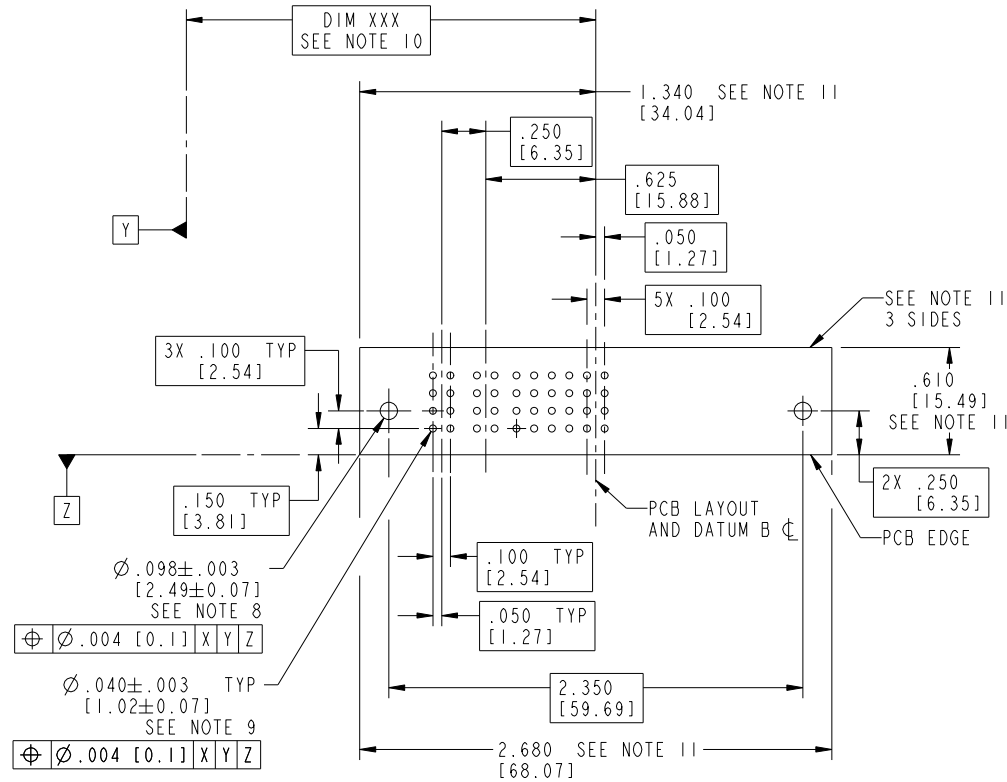 DIM XXX
SEE NOTE 10
1.340 SEE NOTE 11
[34.04]
.250
[6.35]
.625
[15.88]
Y
.050
[1.27]
5X .100
[2.54]
SEE NOTE 11
3 SIDES
3X .100 TYP
[2.54]
.610
[15.49]
SEE NOTE 11
Z
.150 TYP
[3.81]
2X .250
[6.35]
PCB LAYOUT
AND DATUM B ℄
PCB EDGE
.100 TYP
[2.54]
Ø.098±.003
[2.49±0.07]
SEE NOTE 8
⌖ Ø.004 [0.1] X Y Z
.050 TYP
[1.27]
Ø.040±.003 TYP
[1.02±0.07]
SEE NOTE 9
⌖ Ø.004 [0.1] X Y Z
2.350
[59.69]
2.680 SEE NOTE 11
[68.07]